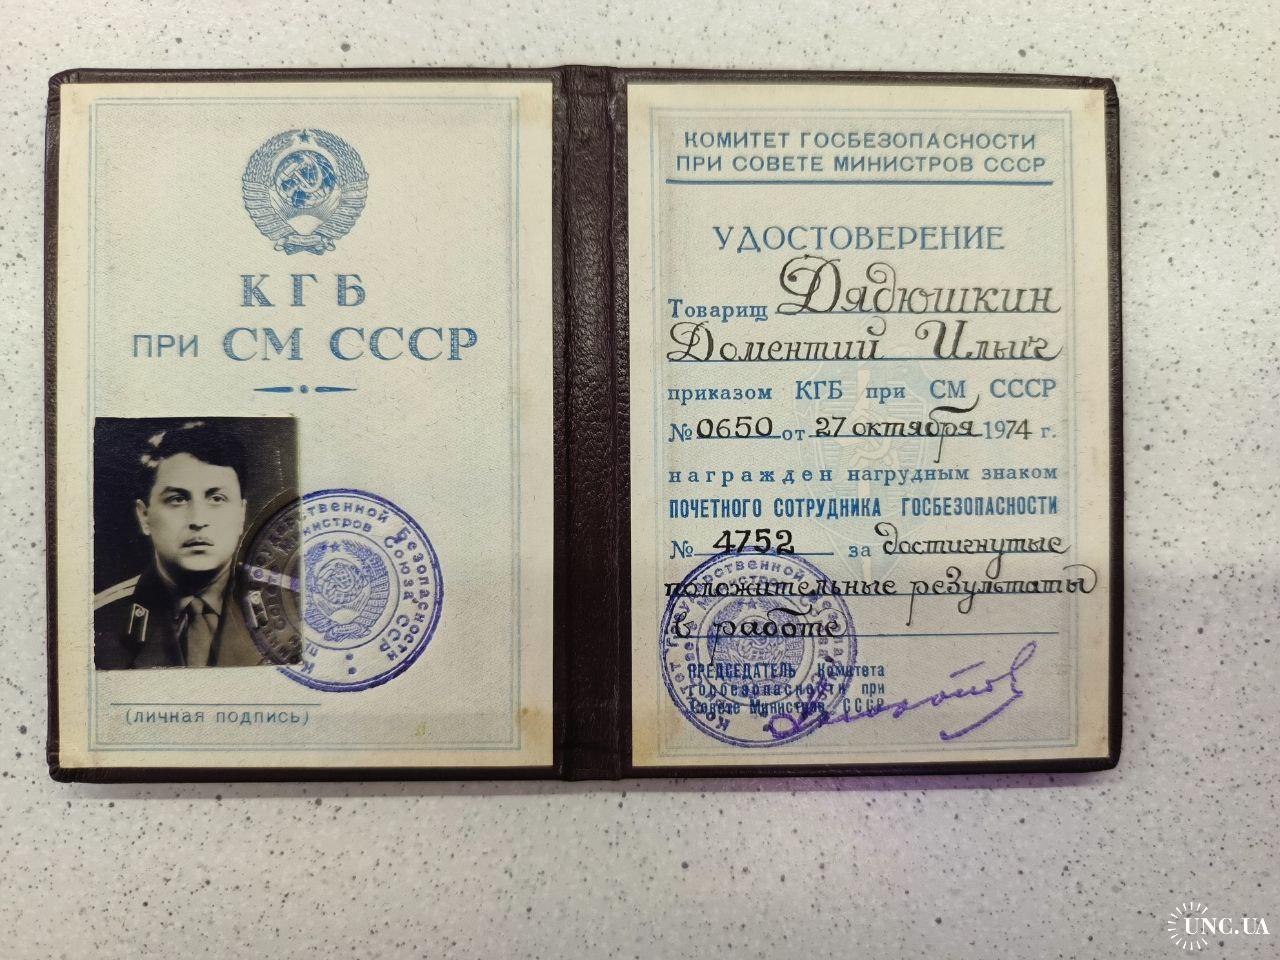 КГБ
ПРИ СМ СССР
(личная подпись)
КОМИТЕТ ГОСБЕЗОПАСНОСТИ
ПРИ СОВЕТЕ МИНИСТРОВ СССР
УДОСТОВЕРЕНИЕ
Товарищ Дядюшкин
Доментий Ильич
приказом КГБ при СМ СССР
№ 0650 от 27 октября 1974 г.
награжден нагрудным знаком
ПОЧЕТНОГО СОТРУДНИКА ГОСБЕЗОПАСНОСТИ
№ 4752 за достигнутые
положительные результаты
в работе
ПРЕДСЕДАТЕЛЬ Комитета
госбезопасности при
Совете Министров СССР
UNC.UA